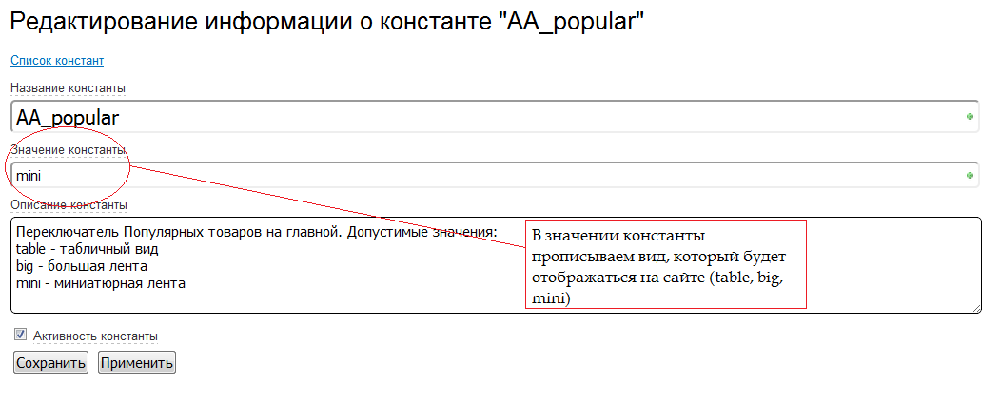 Редактирование информации о константе "AA_popular"
Список констант
Название константы
AA_popular
Значение константы
mini
Описание константы
Переключатель Популярных товаров на главной. Допустимые значения:
table - табличный вид
big - большая лента
mini - миниатюрная лента
В значении константы
прописываем вид, который будет
отображаться на сайте (table, big,
mini)
Активность константы
Сохранить Применить